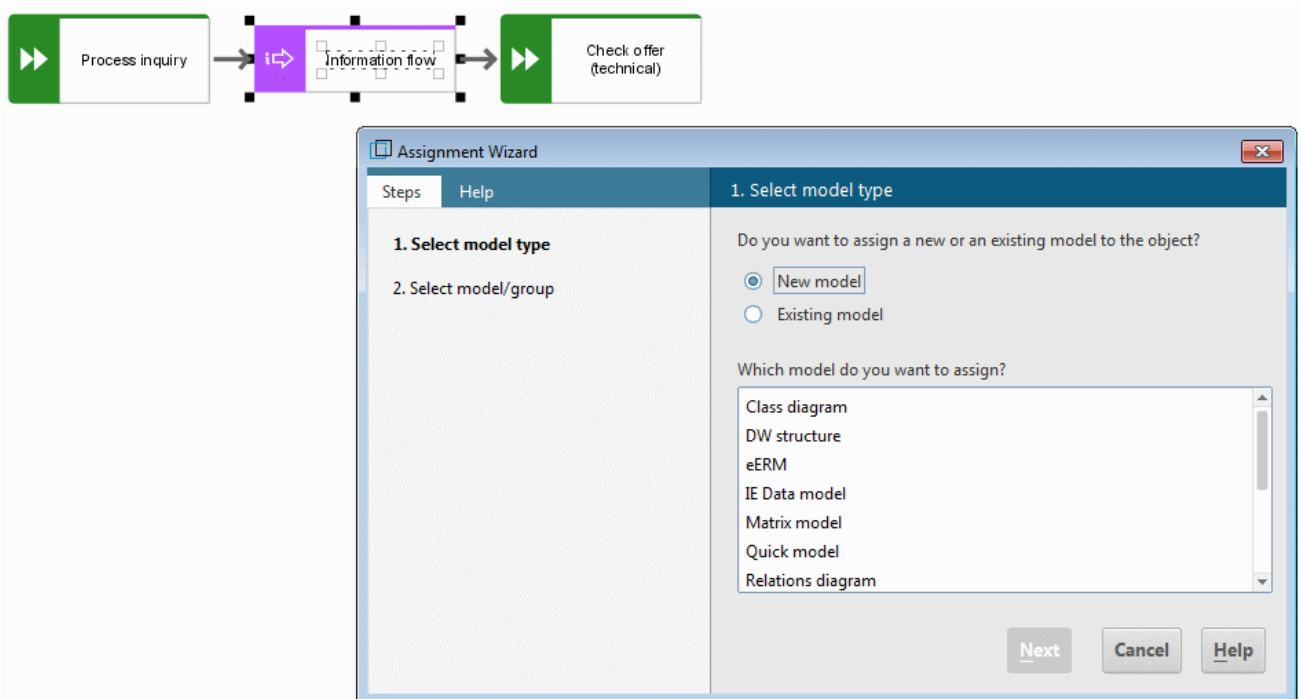 Process inquiry
Information flow
Check offer
(technical)
Assignment Wizard
Steps
Help
1. Select model type
1. Select model type
2. Select model/group
Do you want to assign a new or an existing model to the object?
New model
Existing model
Which model do you want to assign?
Class diagram
DW structure
eERM
IE Data model
Matrix model
Quick model
Relations diagram
Next
Cancel
Help